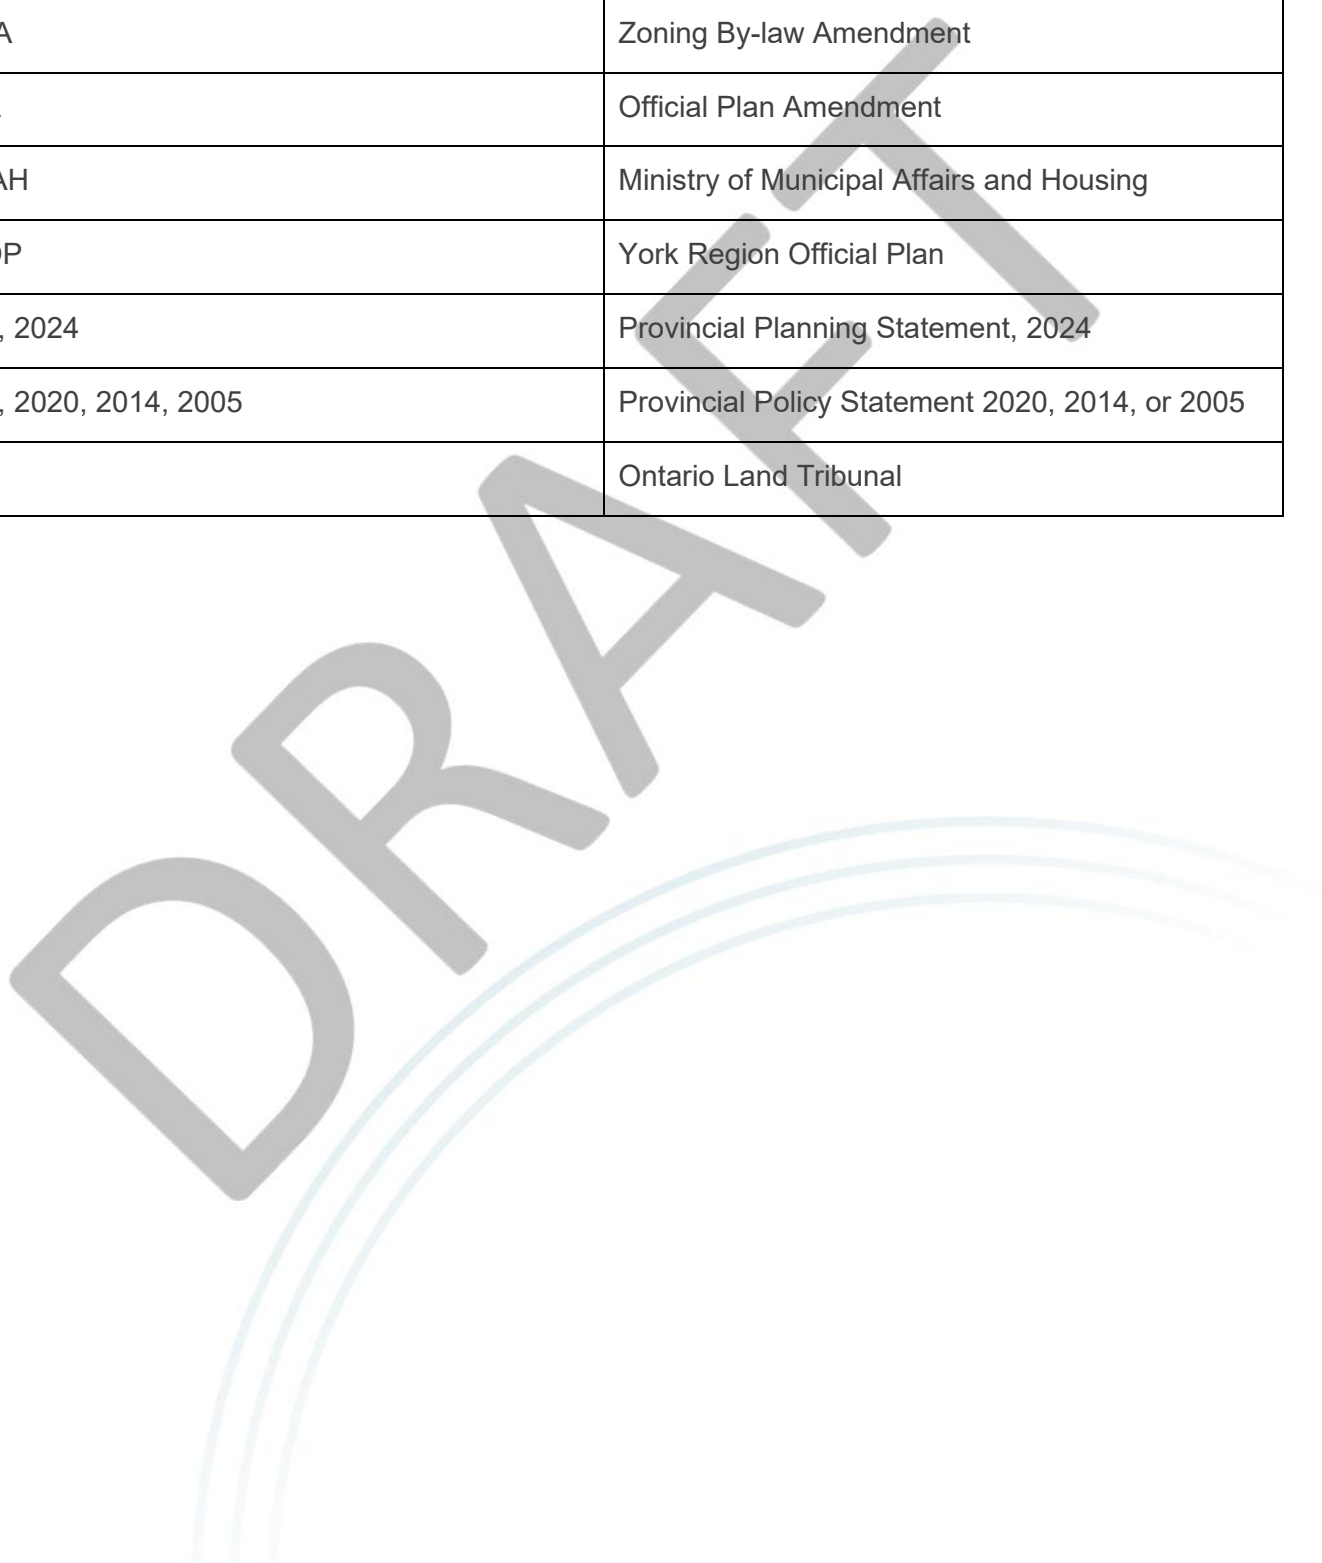 A Zoning By-law Amendment
Official Plan Amendment
AH Ministry of Municipal Affairs and Housing
OP York Region Official Plan
, 2024 Provincial Planning Statement, 2024
, 2020, 2014, 2005 Provincial Policy Statement 2020, 2014, or 2005
Ontario Land Tribunal
DRAFT